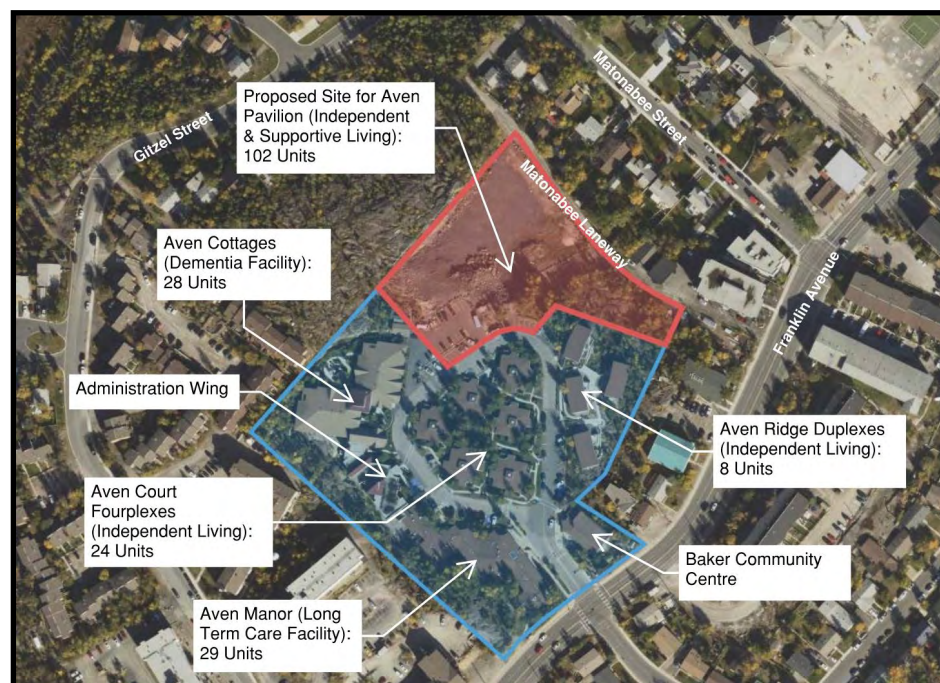 Proposed Site for Aven
Pavilion (Independent
& Supportive Living):
102 Units
Gitzel Street
Matonabee Street
Matonabee Laneway
Franklin Avenue
Aven Cottages
(Dementia Facility):
28 Units
Administration Wing
Aven Court
Fourplexes
(Independent Living):
24 Units
Aven Manor (Long
Term Care Facility):
29 Units
Aven Ridge Duplexes
(Independent Living):
8 Units
Baker Community
Centre